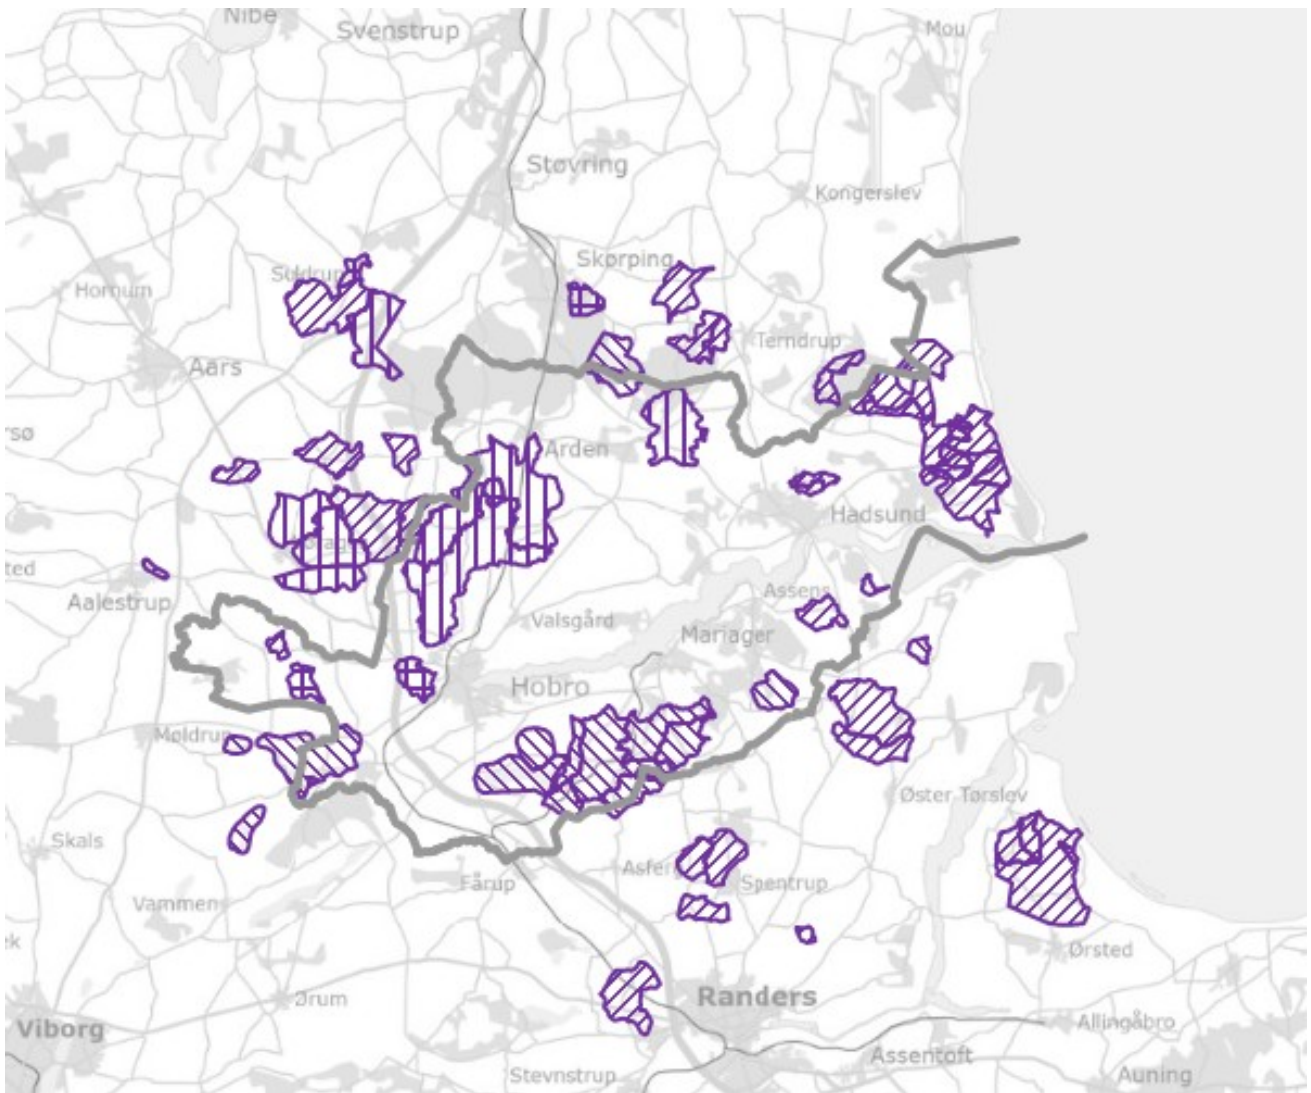 Nibe
Svenstrup
Mou
Støvring
Kongerslev
Skørping
Suldrup
Hornum
Terndrup
Aars
Arden
Hadsund
Aalestrup
Assens
Valsgård
Mariager
Hobro
Møldrup
Øster Tørslev
Skals
Fårup
Spentrup
Vammen
Ørsted
Ørum
Randers
Viborg
Allingåbro
Assentoft
Stevnstrup
Auning